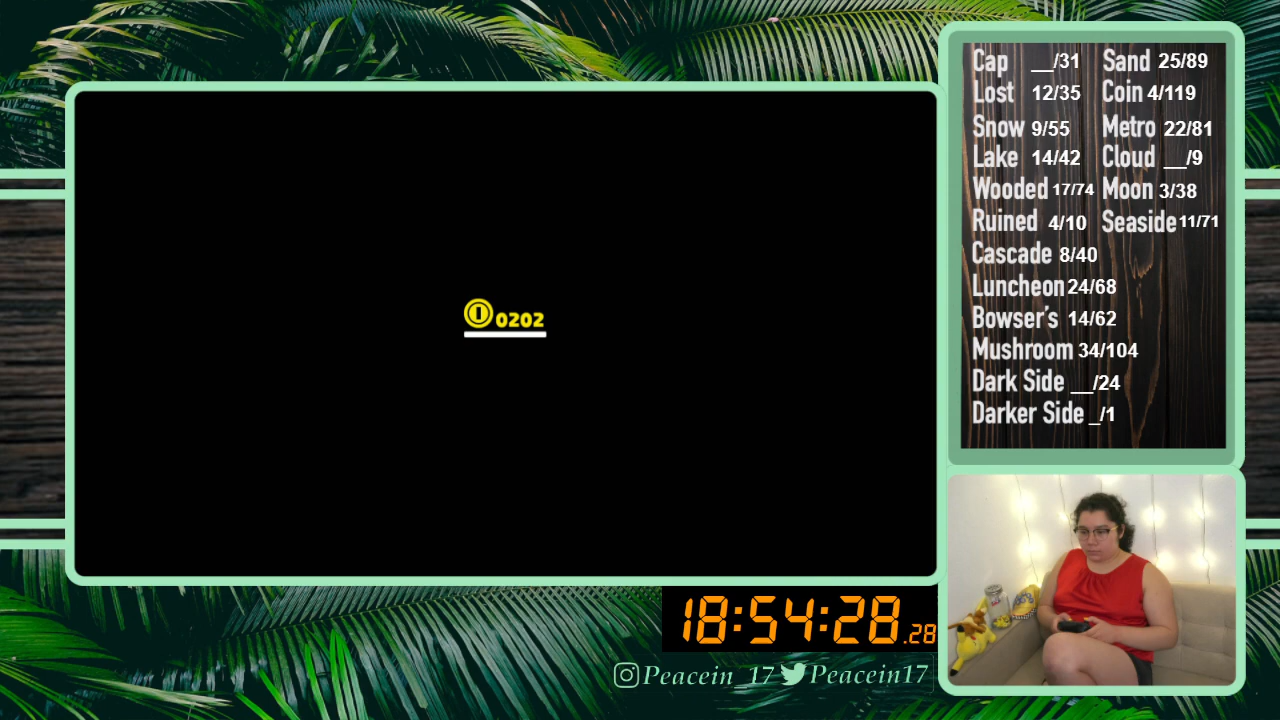 Cap __/31 Sand 25/89
Lost 12/35 Coin 4/119
Snow 9/55 Metro 22/81
Lake 14/42 Cloud __/9
Wooded 17/74 Moon 3/38
Ruined 4/10 Seaside 11/71
Cascade 8/40
Luncheon 24/68
Bowser's 14/62
Mushroom 34/104
Dark Side __/24
Darker Side _/1
0202
18:54:28.28
Peacein_17 Peacein17